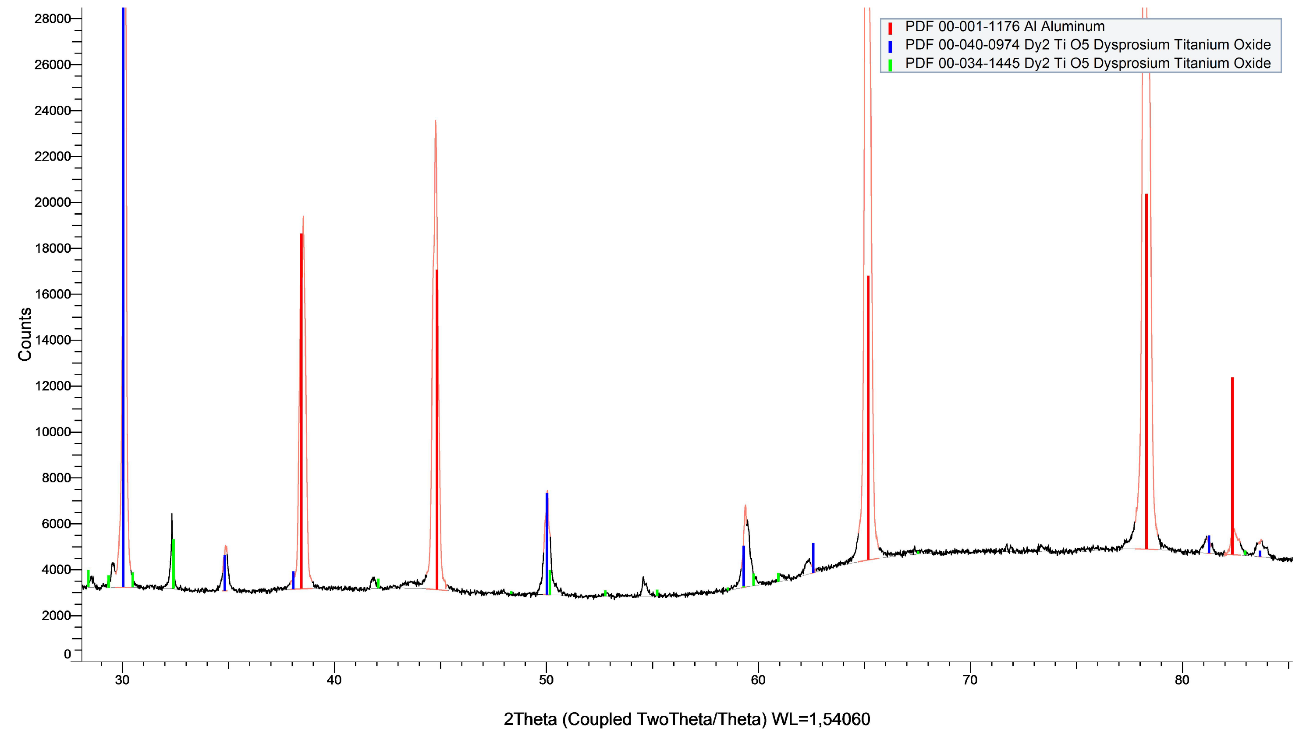 PDF 00-001-1176 Al Aluminum
PDF 00-040-0974 Dy2 Ti O5 Dysprosium Titanium Oxide
PDF 00-034-1445 Dy2 Ti O5 Dysprosium Titanium Oxide
Counts
28000
26000
24000
22000
20000
18000
16000
14000
12000
10000
8000
6000
4000
2000
0
30 40 50 60 70 80
2Theta (Coupled TwoTheta/Theta) WL=1,54060